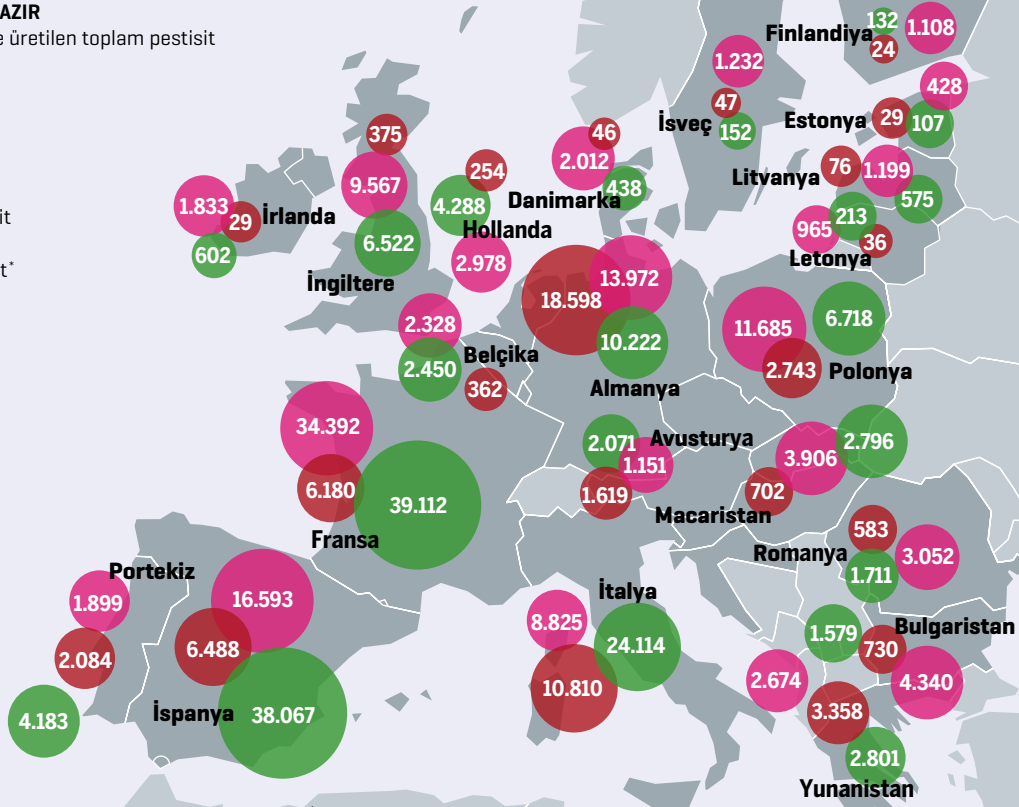 AZIR
e üretilen toplam pestisit
it
t*
132
Finlandiya
1.108
24
1.232
47
İsveç
152
428
Estonya
29
107
76
1.199
Litvanya
575
213
965
36
Letonya
375
9.567
6.522
İngiltere
1.833
29
İrlanda
602
254
4.288
Hollanda
2.978
46
2.012
438
Danimarka
13.972
18.598
10.222
Almanya
11.685
6.718
2.743
Polonya
2.328
Belçika
2.450
362
34.392
6.180
39.112
Fransa
2.071
Avusturya
1.151
1.619
2.796
3.906
702
Macaristan
583
Romanya
3.052
1.711
Portekiz
1.899
2.084
4.183
16.593
6.488
İspanya
38.067
İtalya
8.825
24.114
10.810
1.579
Bulgaristan
730
4.340
2.674
3.358
2.801
Yunanistan